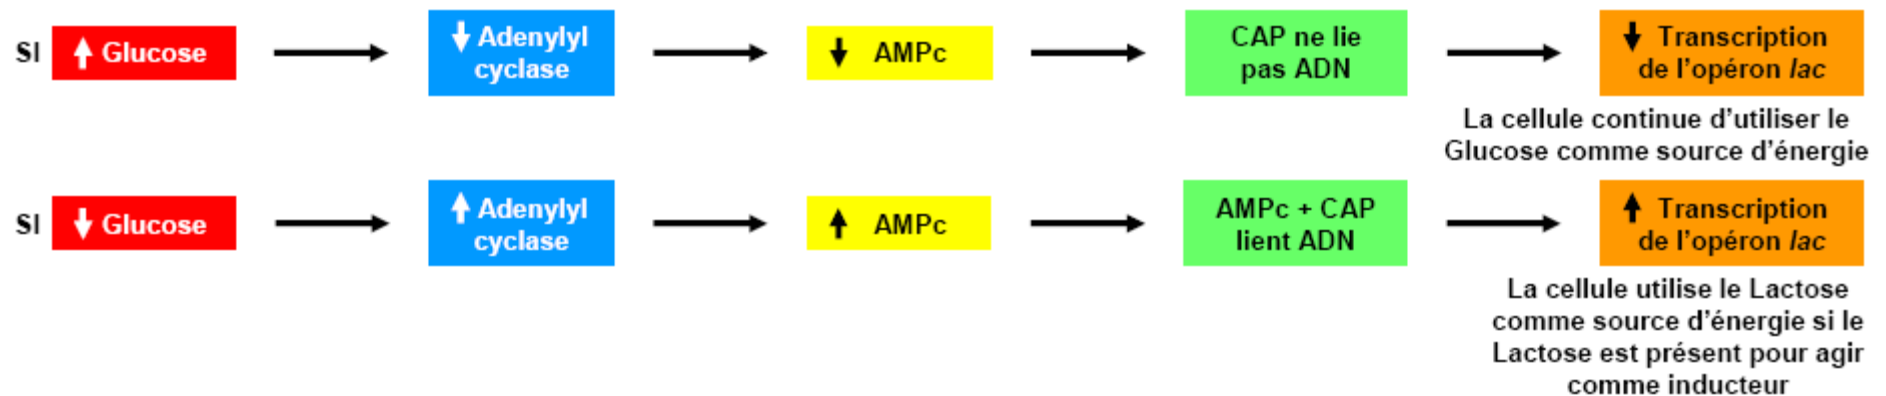 SI ↑ Glucose
↓ Adenylyl
cyclase
↓ AMPc
CAP ne lie
pas ADN
↓ Transcription
de l'opéron lac
La cellule continue d'utiliser le
Glucose comme source d'énergie
SI ↓ Glucose
↑ Adenylyl
cyclase
↑ AMPc
AMPc + CAP
lient ADN
↑ Transcription
de l'opéron lac
La cellule utilise le Lactose
comme source d'énergie si le
Lactose est présent pour agir
comme inducteur